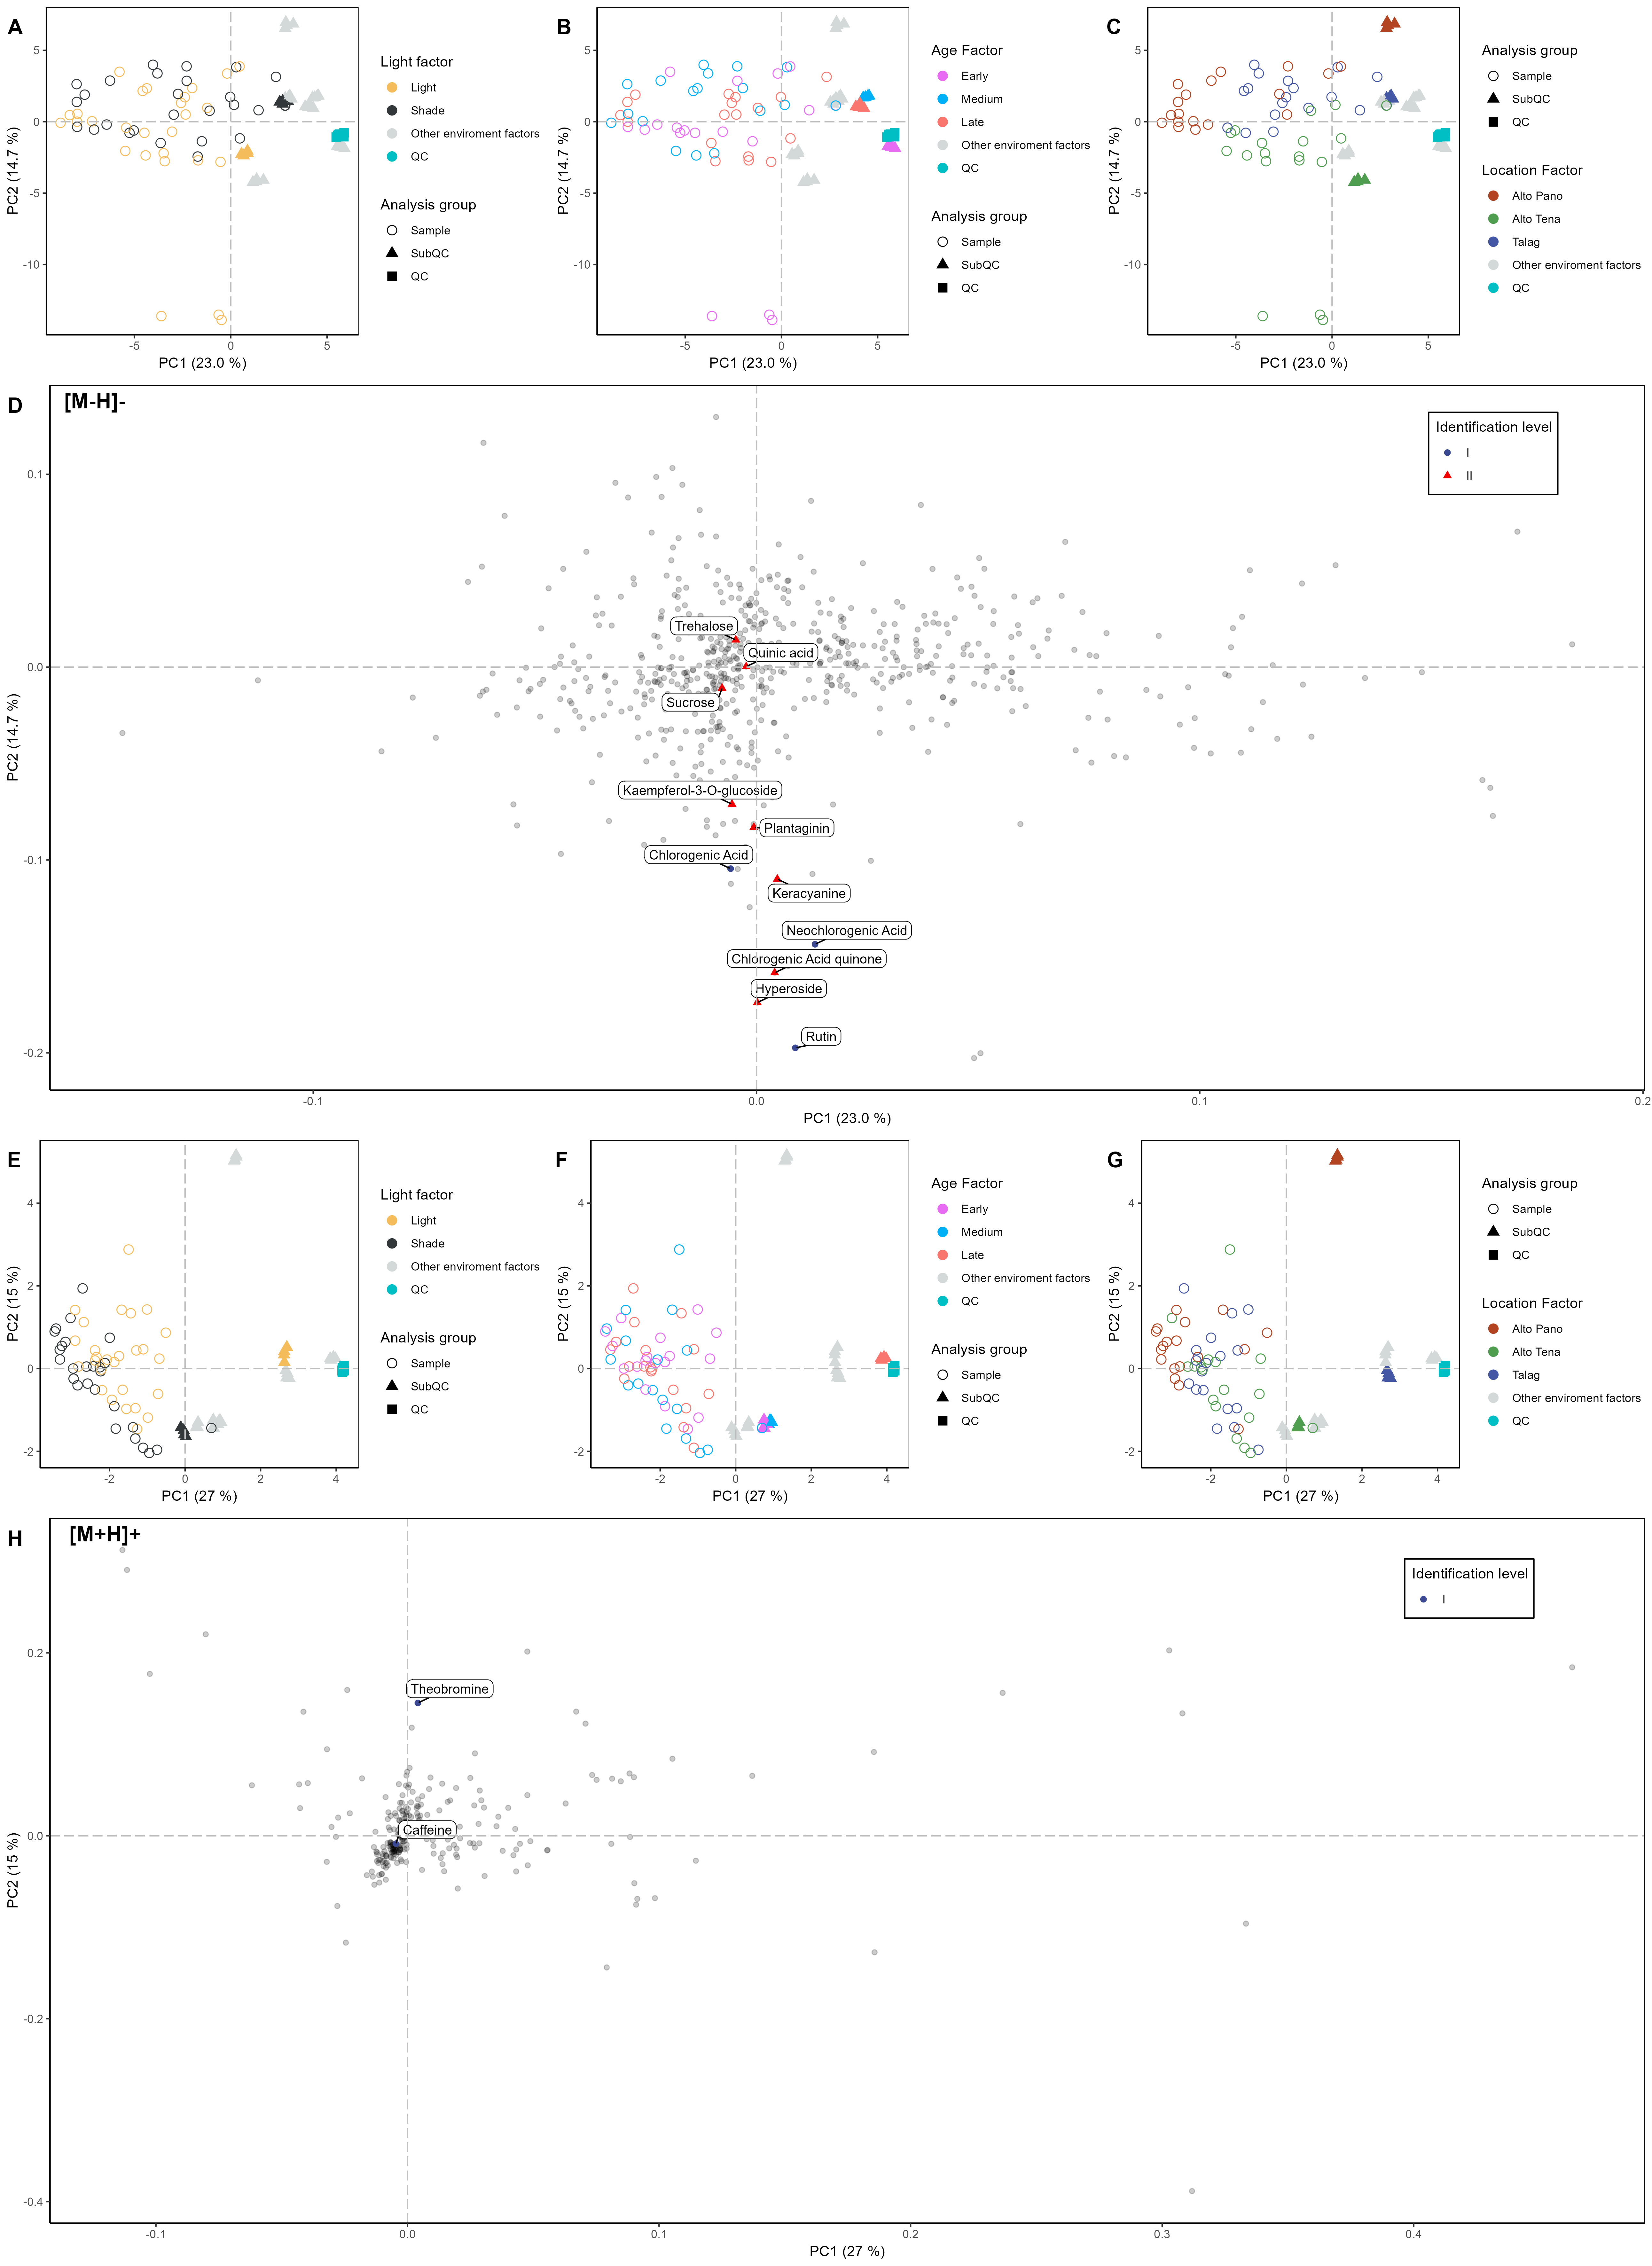 A
PC2 (14.7 %)
5
0
-5
-10
-5
0
5
PC1 (23.0 %)
Light factor
Light
Shade
Other enviroment factors
QC
Analysis group
Sample
SubQC
QC
B
PC2 (14.7 %)
5
0
-5
-10
-5
0
5
PC1 (23.0 %)
Age Factor
Early
Medium
Late
Other enviroment factors
QC
Analysis group
Sample
SubQC
QC
C
PC2 (14.7 %)
5
0
-5
-10
-5
0
5
PC1 (23.0 %)
Analysis group
Sample
SubQC
QC
Location Factor
Alto Pano
Alto Tena
Talag
Other enviroment factors
QC
D
[M-H]-
PC2 (14.7 %)
0.1
0.0
-0.1
-0.2
Identification level
I
II
Trehalose
Quinic acid
Sucrose
Kaempferol-3-O-glucoside
Plantaginin
Chlorogenic Acid
Keracyanine
Neochlorogenic Acid
Chlorogenic Acid quinone
Hyperoside
Rutin
-0.1
0.0
0.1
0.2
PC1 (23.0 %)
E
PC2 (15 %)
4
2
0
-2
-2
0
2
4
PC1 (27 %)
Light factor
Light
Shade
Other enviroment factors
QC
Analysis group
Sample
SubQC
QC
F
PC2 (15 %)
4
2
0
-2
-2
0
2
4
PC1 (27 %)
Age Factor
Early
Medium
Late
Other enviroment factors
QC
Analysis group
Sample
SubQC
QC
G
PC2 (15 %)
4
2
0
-2
-2
0
2
4
PC1 (27 %)
Analysis group
Sample
SubQC
QC
Location Factor
Alto Pano
Alto Tena
Talag
Other enviroment factors
QC
H
[M+H]+
PC2 (15 %)
0.2
0.0
-0.2
-0.4
Identification level
I
Theobromine
Caffeine
-0.1
0.0
0.1
0.2
0.3
0.4
PC1 (27 %)